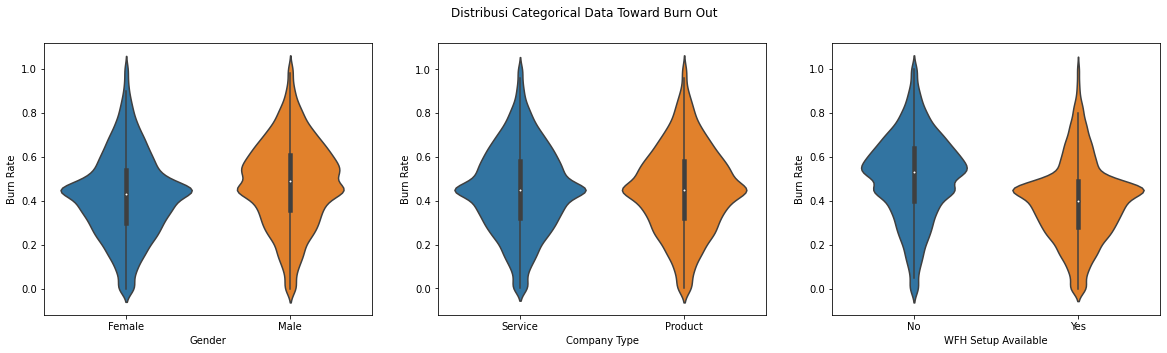 Distribusi Categorical Data Toward Burn Out
Burn Rate
1.0
0.8
0.6
0.4
0.2
0.0
Female Male
Gender
Burn Rate
1.0
0.8
0.6
0.4
0.2
0.0
Service Product
Company Type
Burn Rate
1.0
0.8
0.6
0.4
0.2
0.0
No Yes
WFH Setup Available